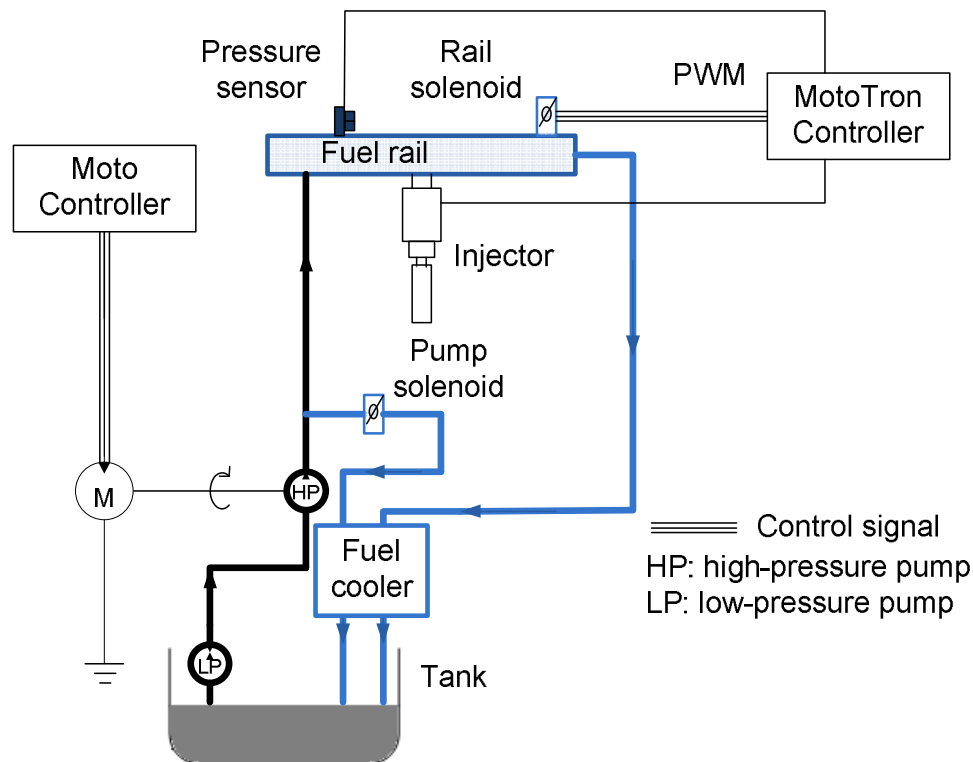 Pressure
sensor
Rail
solenoid
PWM
MotoTron
Controller
Fuel rail
Moto
Controller
Injector
Pump
solenoid
M
HP
Fuel
cooler
Control signal
HP: high-pressure pump
LP: low-pressure pump
LP
Tank